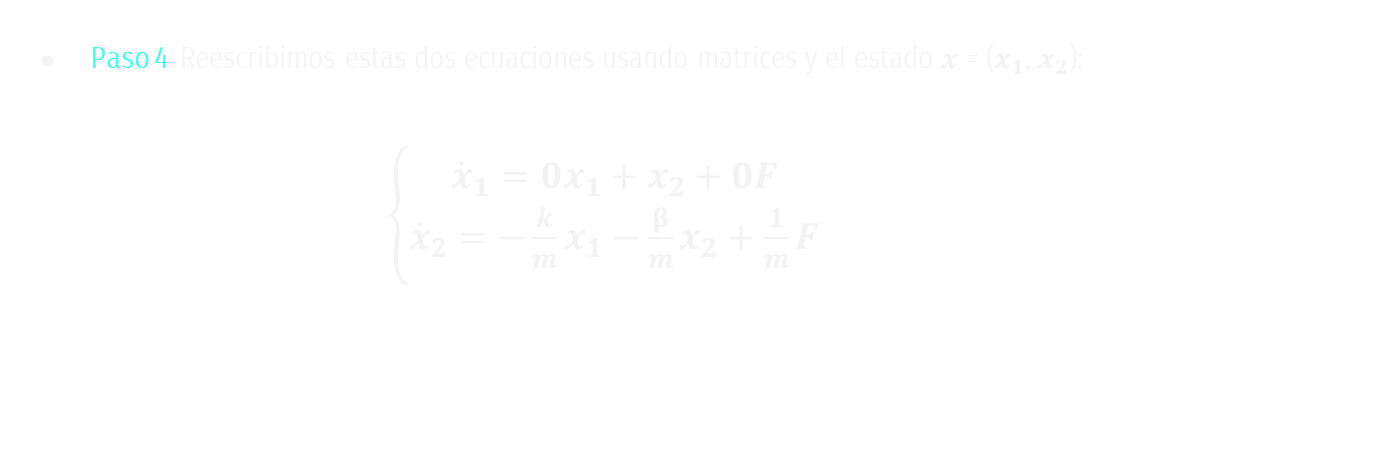 • Paso 4. Reescribimos estas dos ecuaciones usando matrices y el estado x = (x₁, x₂):
ẋ₁ = 0x₁ + x₂ + 0F
ẋ₂ = −k/m x₁ − β/m x₂ + 1/m F